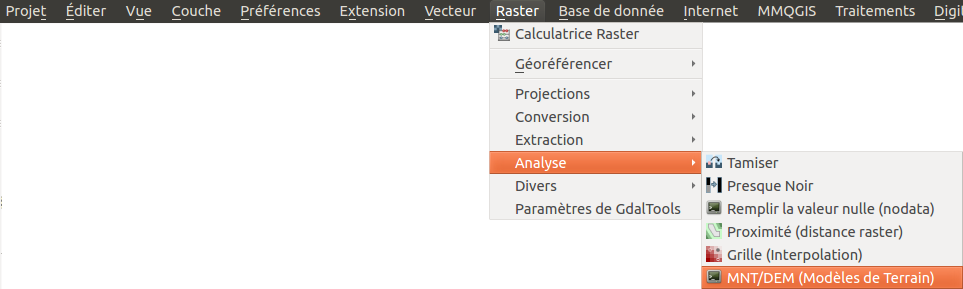 Projet Éditer Vue Couche Préférences Extension Vecteur Raster Base de donnée Internet MMQGIS Traitements
Calculatrice Raster
Géoréférencer
Projections
Conversion
Extraction
Analyse
Divers
Paramètres de GdalTools
Tamiser
Presque Noir
Remplir la valeur nulle (nodata)
Proximité (distance raster)
Grille (Interpolation)
MNT/DEM (Modèles de Terrain)